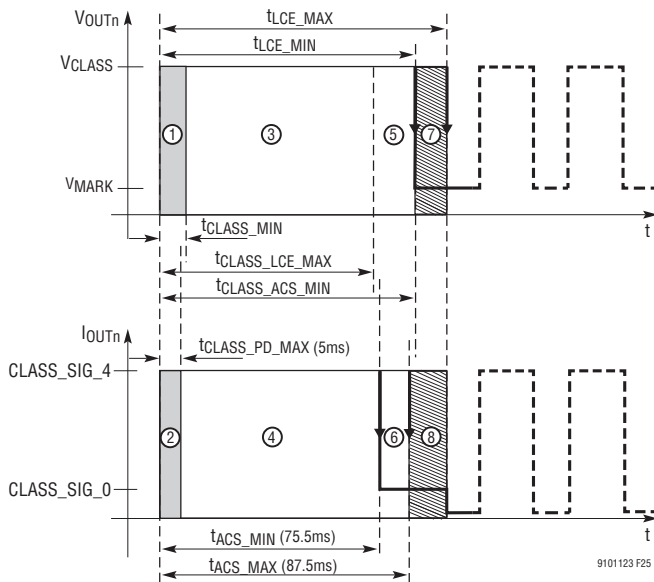 VOUTn
tLCE_MAX
tLCE_MIN
VCLASS
1
3
5
7
VMARK
t
tCLASS_MIN
tCLASS_LCE_MAX
tCLASS_ACS_MIN
IOUTn
tCLASS_PD_MAX (5ms)
CLASS_SIG_4
2
4
6
8
CLASS_SIG_0
t
tACS_MIN (75.5ms)
tACS_MAX (87.5ms)
9101123 F25